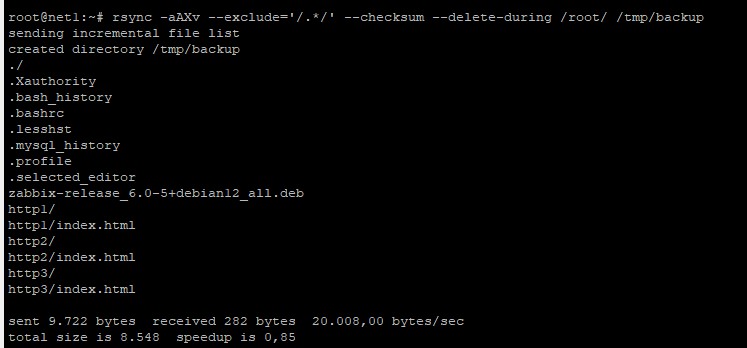 root@net1:~# rsync -aAXv --exclude='/.*/' --checksum --delete-during /root/ /tmp/backup
sending incremental file list
created directory /tmp/backup
./
.Xauthority
.bash_history
.bashrc
.lesshst
.mysql_history
.profile
.selected_editor
zabbix-release_6.0-5+debian12_all.deb
http1/
http1/index.html
http2/
http2/index.html
http3/
http3/index.html
sent 9.722 bytes  received 282 bytes  20.008,00 bytes/sec
total size is 8.548  speedup is 0,85